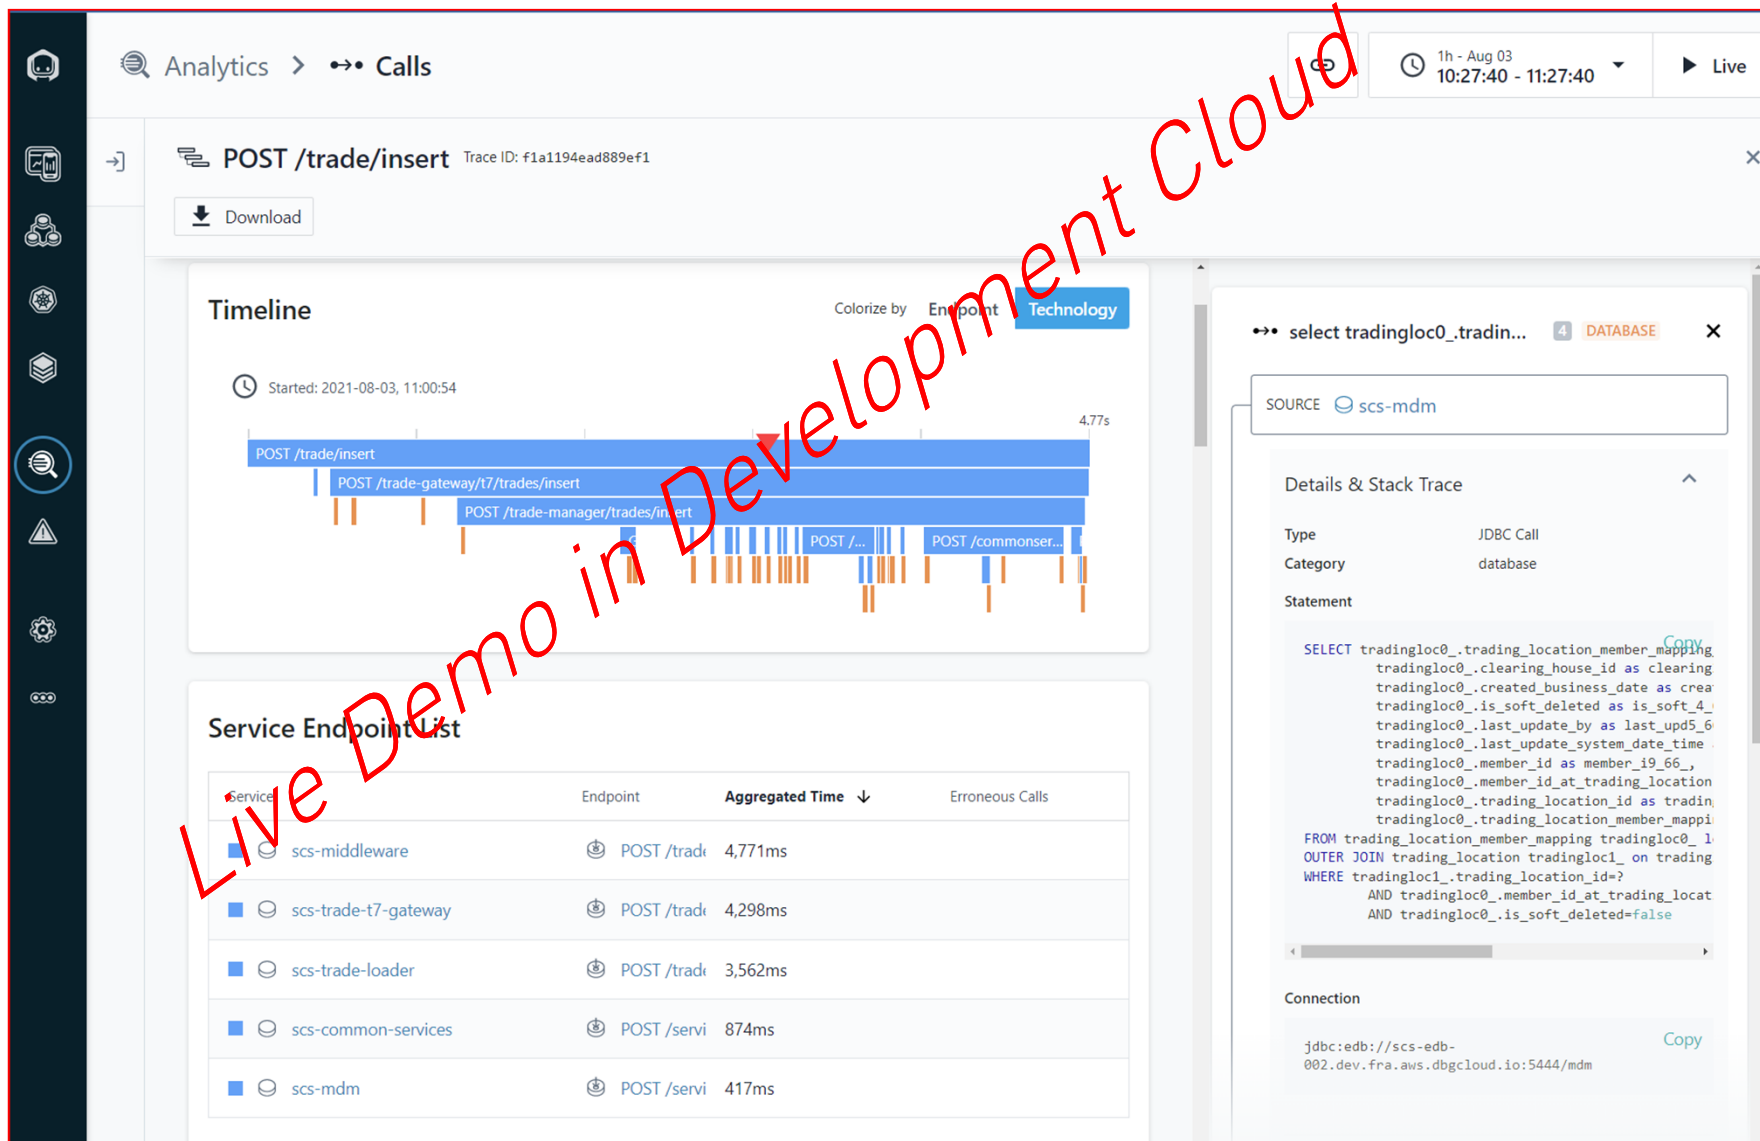 Analytics > Calls
1h - Aug 03
10:27:40 - 11:27:40
Live
POST /trade/insert Trace ID: f1a1194ead889ef1
Download
Live Demo in Development Cloud
Timeline
Colorize by Endpoint Technology
Started: 2021-08-03, 11:00:54
4.77s
POST /trade/insert
POST /trade-gateway/t7/trades/insert
POST /trade-manager/trades/insert
POST /...
POST /commonser...
Service Endpoint List
Service Endpoint Aggregated Time Erroneous Calls
scs-middleware POST /trade 4,771ms
scs-trade-t7-gateway POST /trade 4,298ms
scs-trade-loader POST /trade 3,562ms
scs-common-services POST /servi 874ms
scs-mdm POST /servi 417ms
select tradingloc0_.tradin... 4 DATABASE
SOURCE scs-mdm
Details & Stack Trace
Type JDBC Call
Category database
Statement
Copy
SELECT tradingloc0_.trading_location_member_mapping_
tradingloc0_.clearing_house_id as clearing
tradingloc0_.created_business_date as crea
tradingloc0_.is_soft_deleted as is_soft_4_
tradingloc0_.last_update_by as last_upd5_6
tradingloc0_.last_update_system_date_time
tradingloc0_.member_id as member_i9_66_,
tradingloc0_.member_id_at_trading_location
tradingloc0_.trading_location_id as tradin
tradingloc0_.trading_location_member_mappi
FROM trading_location_member_mapping tradingloc0_ l
OUTER JOIN trading_location tradingloc1_ on trading
WHERE tradingloc1_.trading_location_id=?
AND tradingloc0_.member_id_at_trading_locat
AND tradingloc0_.is_soft_deleted=false
Connection
Copy
jdbc:edb://scs-edb-
002.dev.fra.aws.dbgcloud.io:5444/mdm